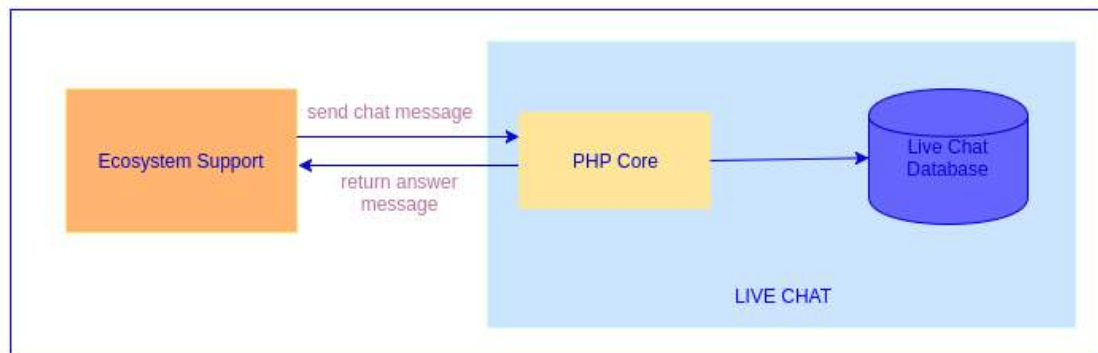 send chat message
Ecosystem Support
return answer
message
PHP Core
Live Chat
Database
LIVE CHAT